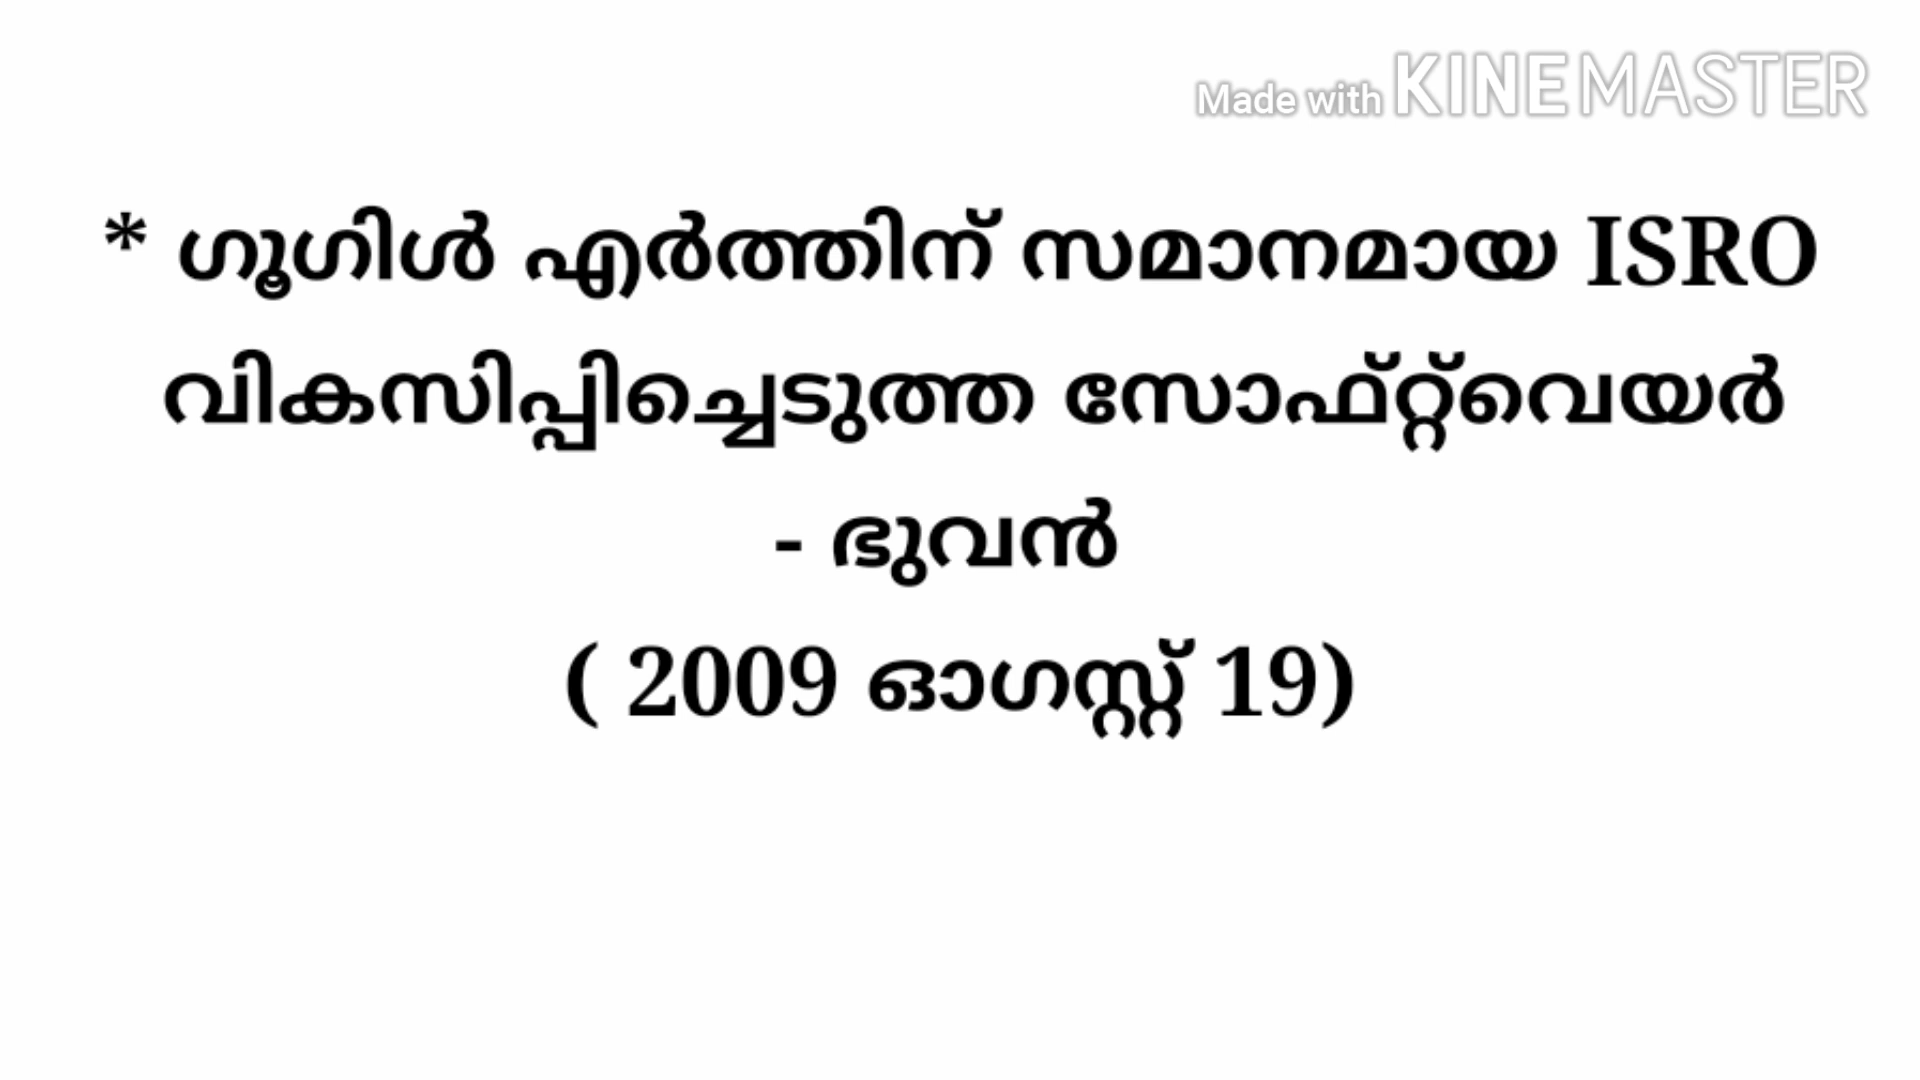 Made with KINEMASTER
* ഗൂഗിൾ എർത്തിന് സമാനമായ ISRO
വികസിപ്പിച്ചെടുത്ത സോഫ്റ്റ്‌വെയർ
- ഭുവൻ
( 2009 ഓഗസ്റ്റ് 19)